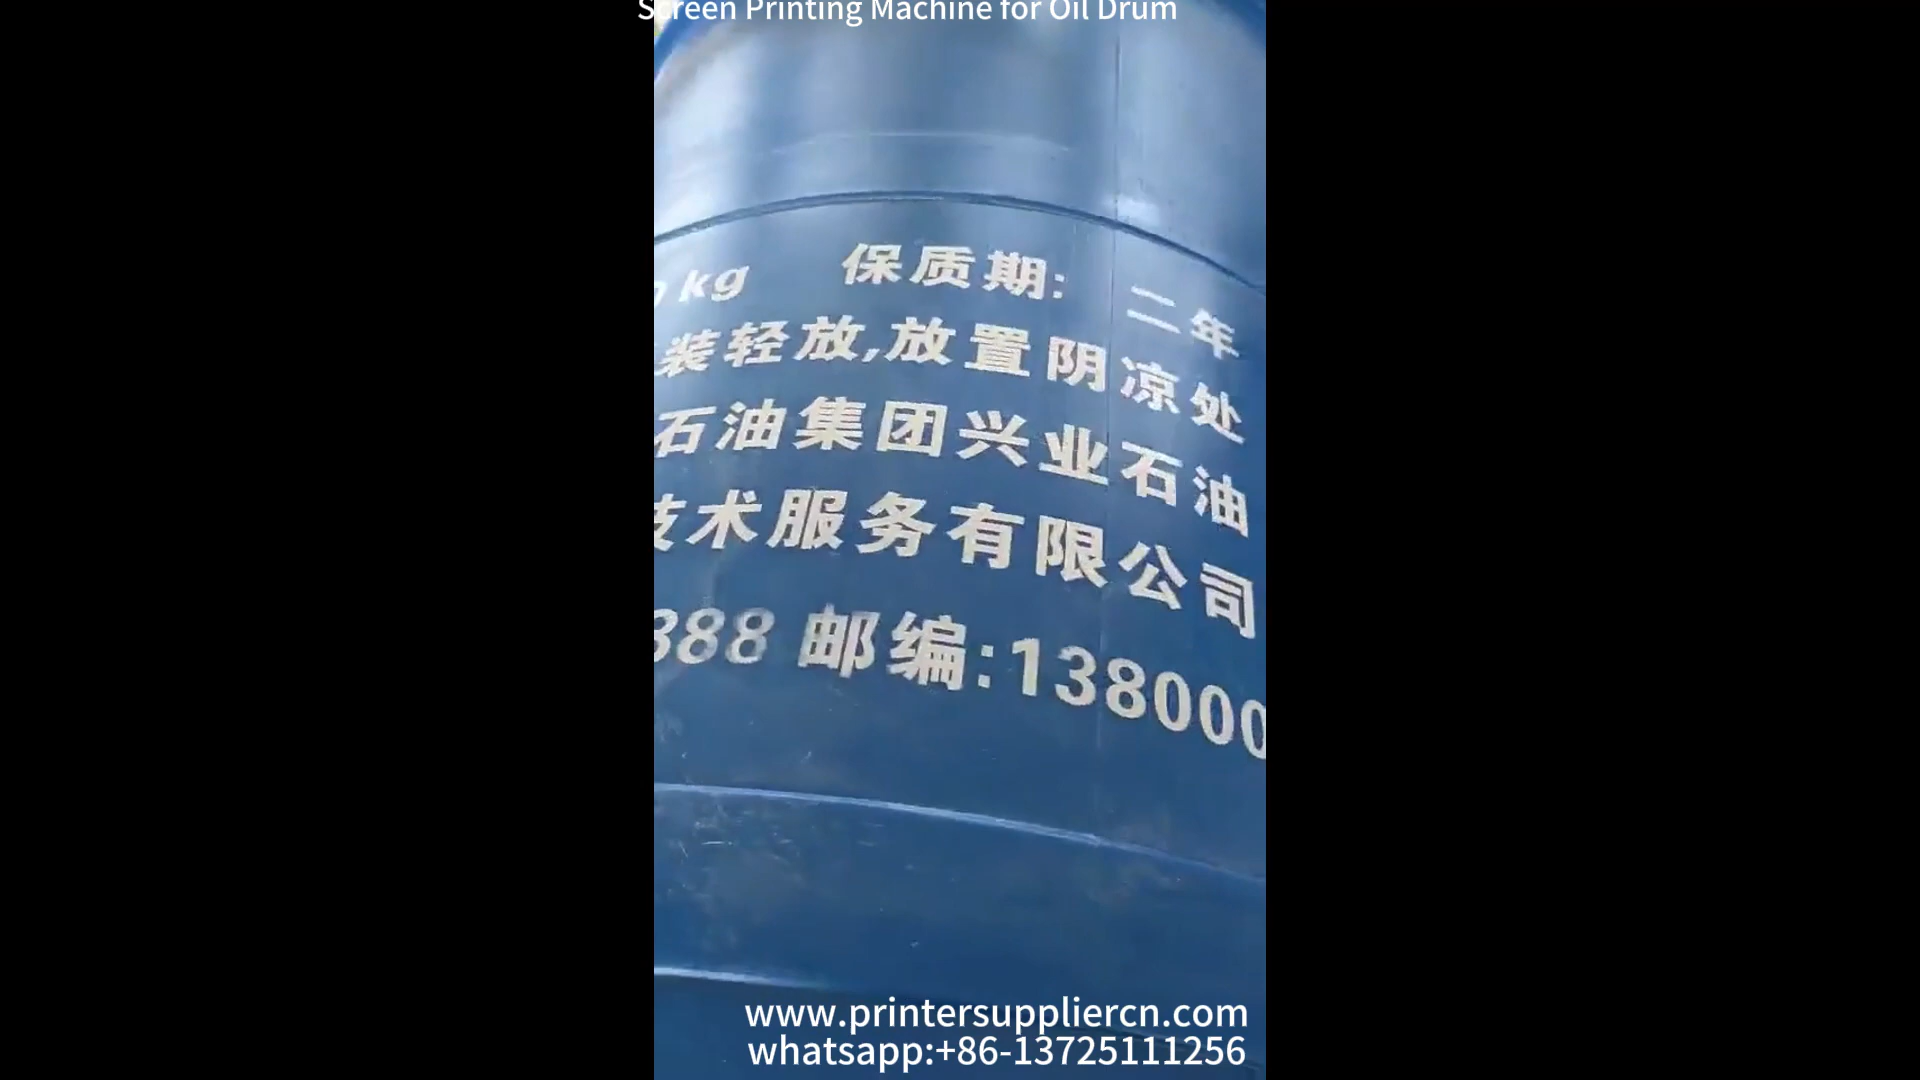 Screen Printing Machine for Oil Drum
kg 保质期: 二年
装轻放,放置阴凉处
石油集团兴业石油
技术服务有限公司
888 邮编:138000
www.printersuppliercn.com
whatsapp:+86-13725111256